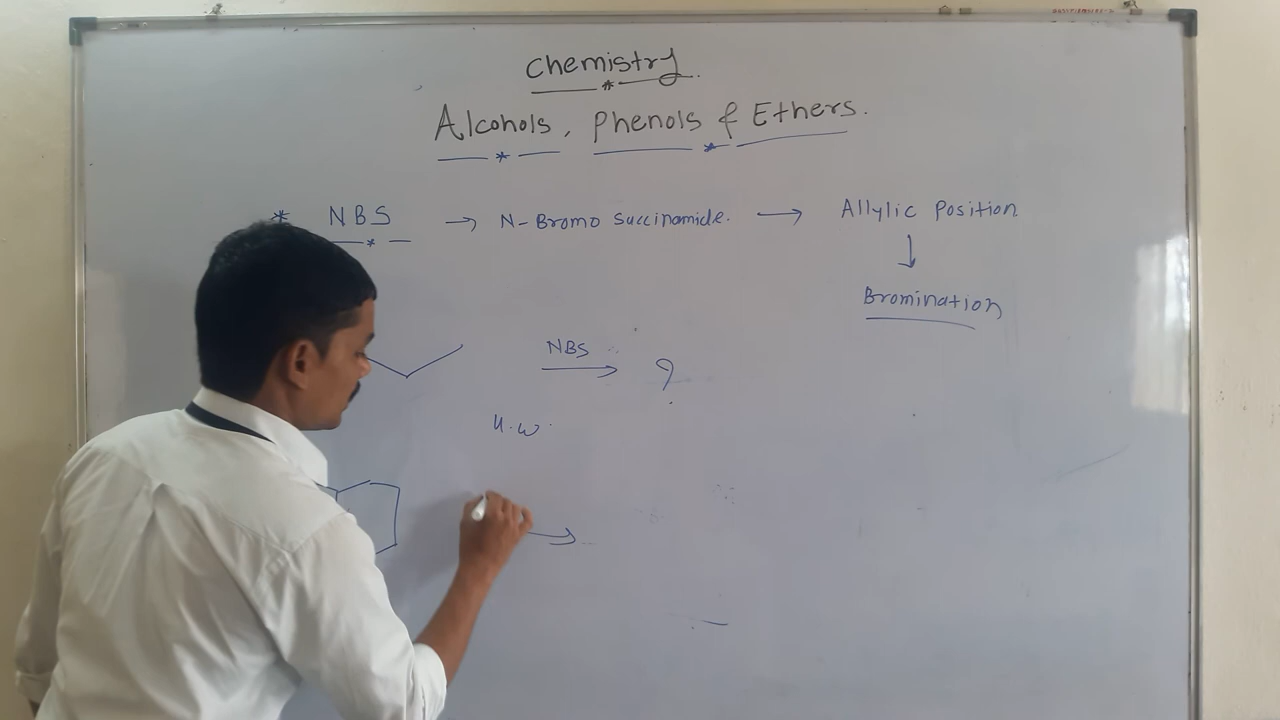 Chemistry.
Alcohols, Phenols & Ethers.
* NBS → N-Bromo Succinamide. → Allylic Position
↓
Bromination
NBS
→ ?
H.W.
→